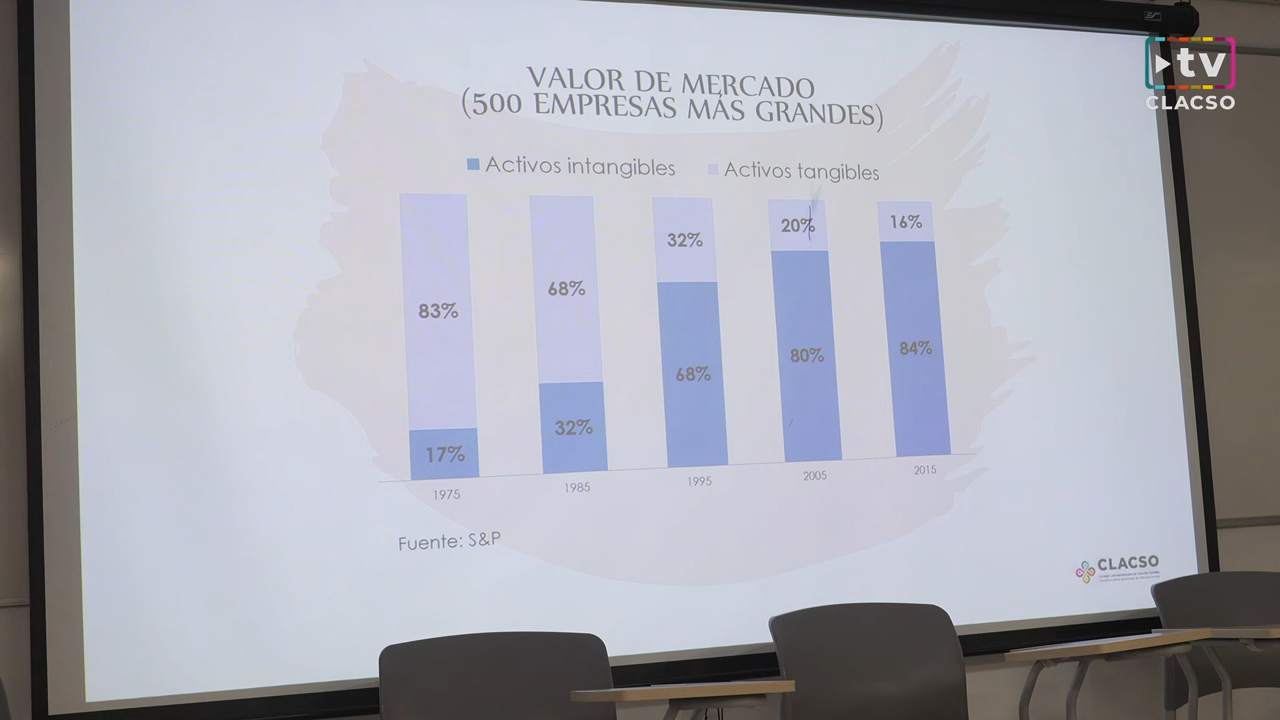 tv
CLACSO
VALOR DE MERCADO
(500 EMPRESAS MÁS GRANDES)
Activos intangibles Activos tangibles
83% 68% 32% 20% 16%
17% 32% 68% 80% 84%
1975 1985 1995 2005 2015
Fuente: S&P
CLACSO